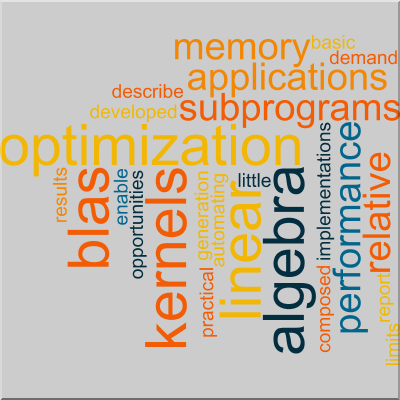 memory
basic
demand
applications
describe
subprograms
developed
optimization
results
blas
enable
opportunities
kernels
practical
generation
automating
linear
little
algebra
composed
implementations
performance
relative
report
limits